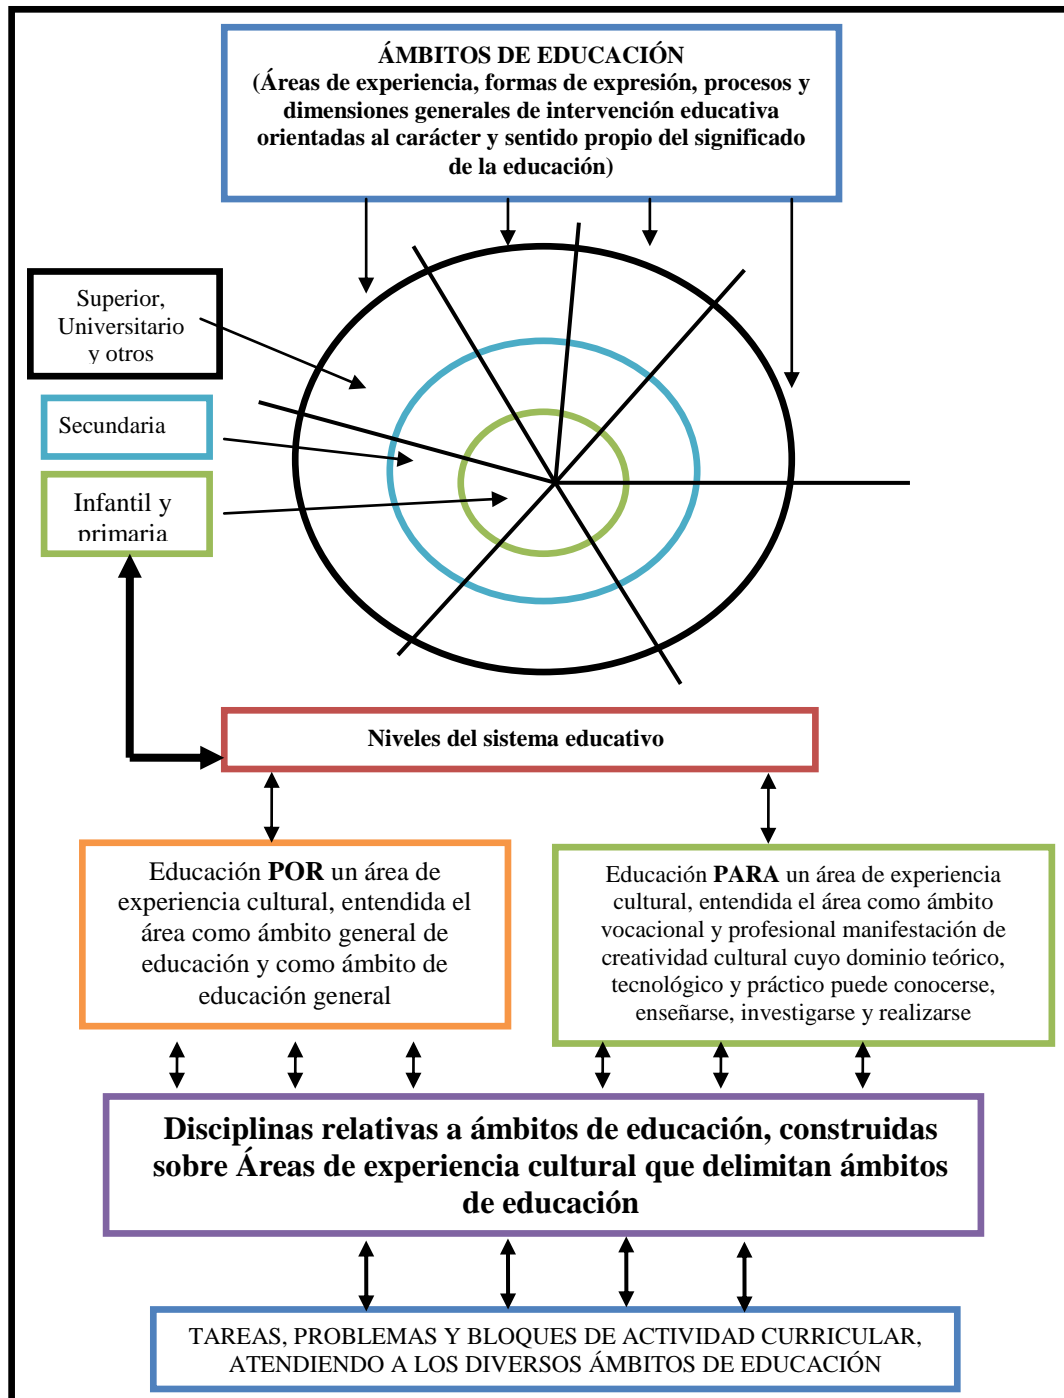 ÁMBITOS DE EDUCACIÓN
(Áreas de experiencia, formas de expresión, procesos y
dimensiones generales de intervención educativa
orientadas al carácter y sentido propio del significado
de la educación)
Superior,
Universitario
y otros
Secundaria
Infantil y
primaria
Niveles del sistema educativo
Educación POR un área de
experiencia cultural, entendida el
área como ámbito general de
educación y como ámbito de
educación general
Educación PARA un área de experiencia
cultural, entendida el área como ámbito
vocacional y profesional manifestación de
creatividad cultural cuyo dominio teórico,
tecnológico y práctico puede conocerse,
enseñarse, investigarse y realizarse
Disciplinas relativas a ámbitos de educación, construidas
sobre Áreas de experiencia cultural que delimitan ámbitos
de educación
TAREAS, PROBLEMAS Y BLOQUES DE ACTIVIDAD CURRICULAR,
ATENDIENDO A LOS DIVERSOS ÁMBITOS DE EDUCACIÓN